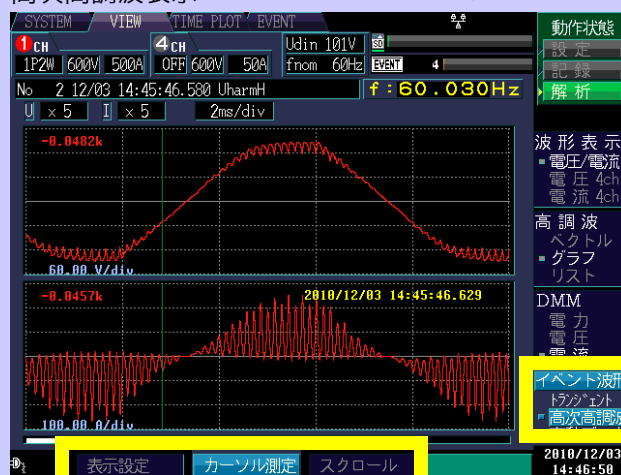 高次高調波表示
SYSTEM VIEW TIME PLOT EVENT
1CH 4CH Udin 101V
1P2W 600V 500A OFF 600V 50A fnom 60Hz EVENT 4
No 2 12/03 14:45:46.580 UharmH f:60.030Hz
U ×5 I ×5 2ms/div
-0.0482k
60.00 V/div
-0.0457k 2010/12/03 14:45:46.629
100.00 A/div
表示設定 カーソル測定 スクロール
動作状態
設定
記録
解析
波形表示
電圧/電流
電圧 4ch
電流 4ch
高調波
ベクトル
グラフ
リスト
DMM
電力
電圧
電流
イベント波形
トランジェント
高次高調波
2010/12/03
14:46:50